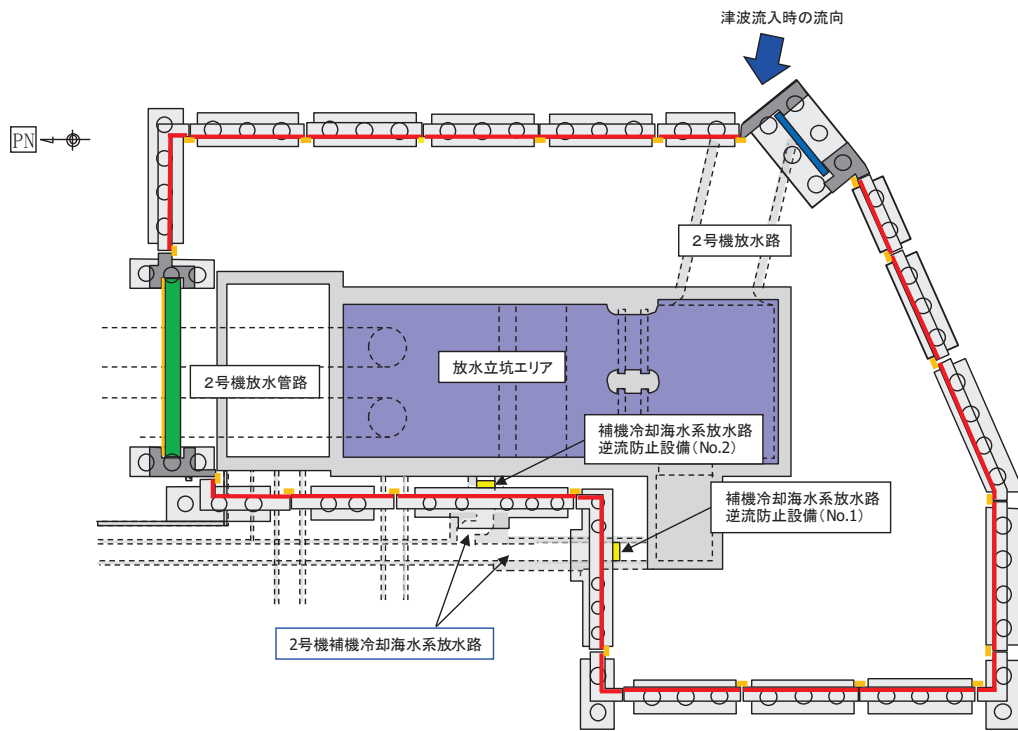 津波流入時の流向
PN
2号機放水路
放水立坑エリア
2号機放水管路
補機冷却海水系放水路
逆流防止設備(No.2)
補機冷却海水系放水路
逆流防止設備(No.1)
2号機補機冷却海水系放水路